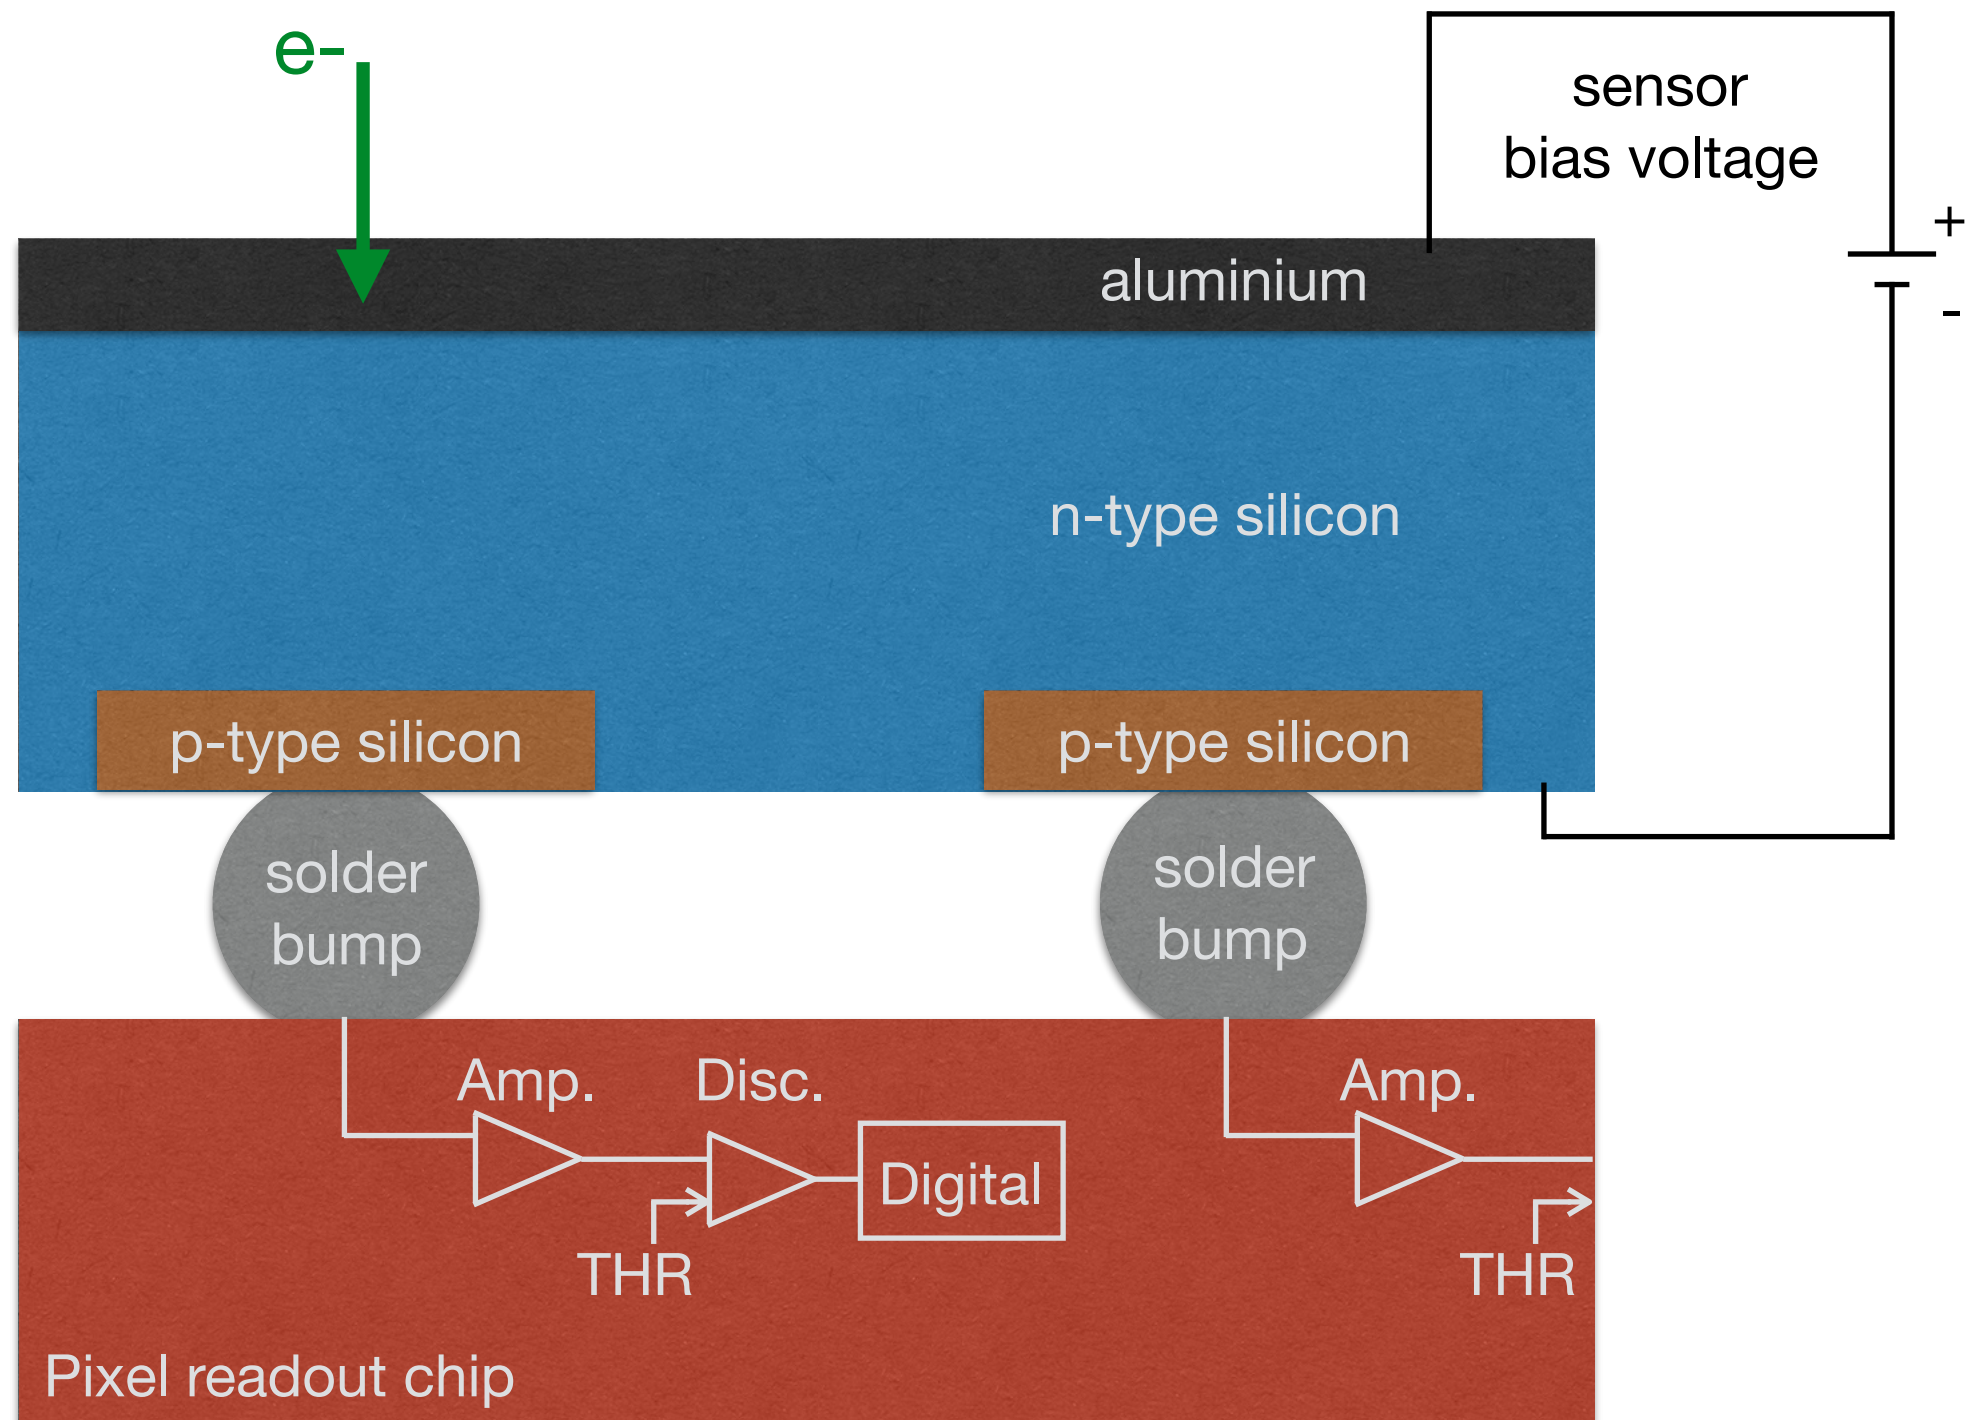 e-
sensor
bias voltage
+
-
aluminium
n-type silicon
p-type silicon
p-type silicon
solder
bump
solder
bump
Amp.
Disc.
Amp.
Digital
THR
THR
Pixel readout chip